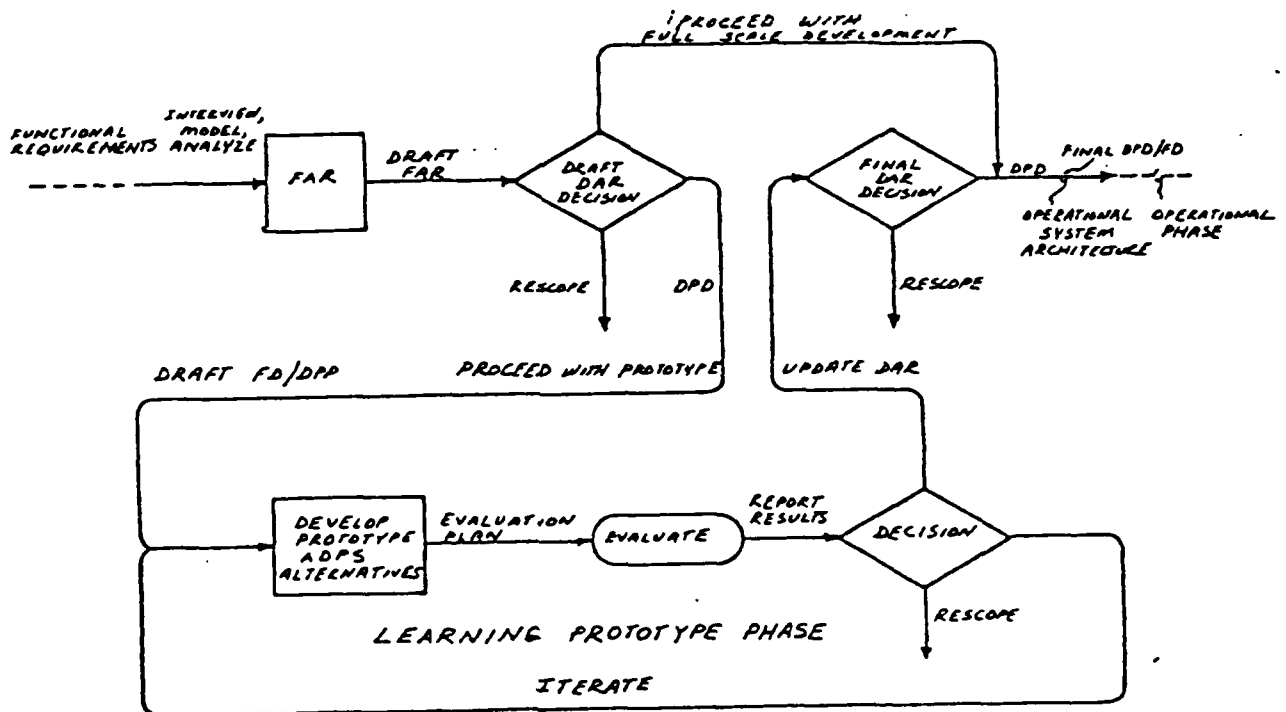 PROCEED WITH
FULL SCALE DEVELOPMENT
FUNCTIONAL
REQUIREMENTS
INTERVIEW,
MODEL,
ANALYZE
FAR
DRAFT
FAR
DRAFT
DAR
DECISION
RESCOPE
DPD
FINAL
DAR
DECISION
RESCOPE
DPD
FINAL DPD/FD
OPERATIONAL
SYSTEM
ARCHITECTURE
OPERATIONAL
PHASE
DRAFT FD/DPP
PROCEED WITH PROTOTYPE
UPDATE DAR
DEVELOP
PROTOTYPE
ADPS
ALTERNATIVES
EVALUATION
PLAN
EVALUATE
REPORT
RESULTS
DECISION
RESCOPE
LEARNING PROTOTYPE PHASE
ITERATE